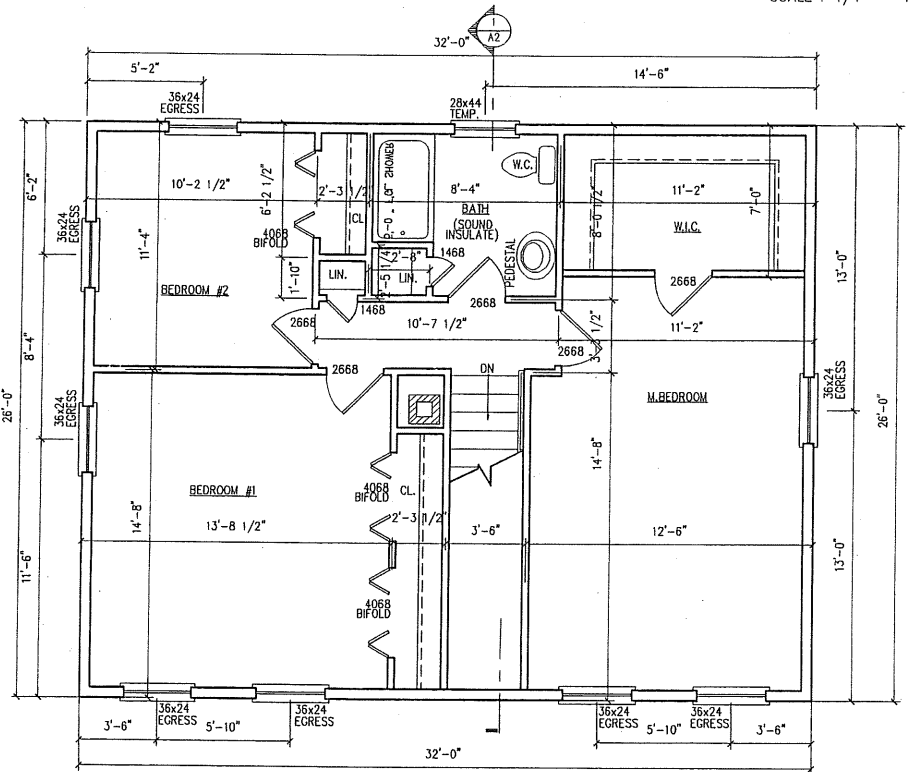 1
A2
32'-0"
5'-2"
14'-6"
36x24
EGRESS
28x44
TEMP.
6'-2"
10'-2 1/2"
6'-2 1/2"
2'-3 1/2"
SHOWER
8'-4"
W.C.
8'-0 1/2"
11'-2"
7'-0"
CL
BATH
(SOUND
INSULATE)
W.I.C.
36x24
EGRESS
4068
BIFOLD
11'-4"
PEDESTAL
13'-0"
LIN.
2'-8"
1468
LIN.
1'-10"
BEDROOM #2
1468
2668
2668
2668
10'-7 1/2"
11'-2"
2668
8'-4"
26'-0"
26'-0"
2668
DN
36x24
EGRESS
M.BEDROOM
36x24
EGRESS
BEDROOM #1
4068
BIFOLD
CL.
14'-8"
14'-8"
13'-8 1/2"
2'-3 1/2"
3'-6"
12'-6"
11'-6"
13'-0"
4068
BIFOLD
36x24
EGRESS
36x24
EGRESS
36x24
EGRESS
36x24
EGRESS
3'-6"
5'-10"
5'-10"
3'-6"
32'-0"